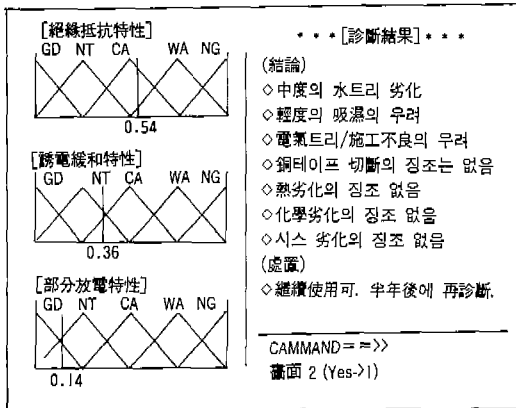 [絕緣抵抗特性]
GD NT CA WA NG
0.54
[誘電緩和特性]
GD NT CA WA NG
0.36
[部分放電特性]
GD NT CA WA NG
0.14
* * *[診斷結果]* * *
(結論)
◇中度의 水트리 劣化
◇輕度의 吸濕의 우려
◇電氣트리/施工不良의 우려
◇銅테이프 切斷의 징조는 없음
◇熱劣化의 징조 없음
◇化學劣化의 징조 없음
◇시스 劣化의 징조 없음
(處置)
◇繼續使用可. 半年後에 再診斷.
CAMMAND= =>>
畵面 2 (Yes->1)